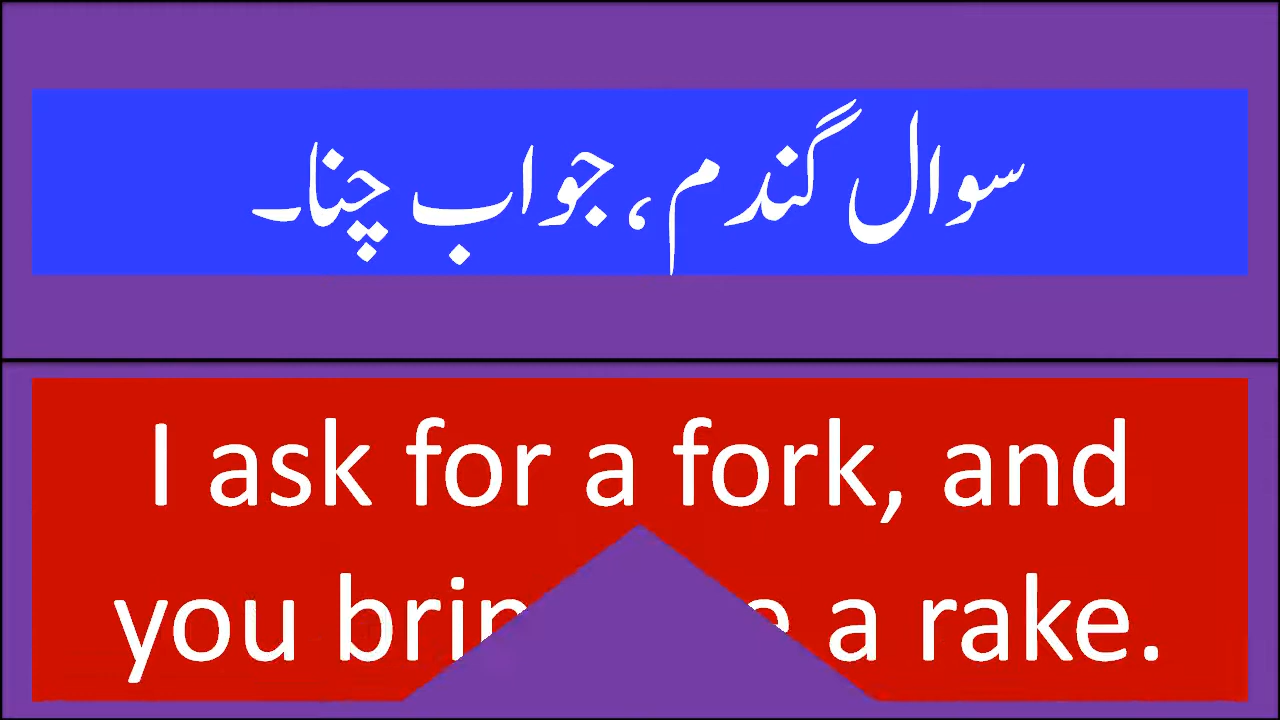 سوال گندم، جواب چنا۔
I ask for a fork, and
you a rake.